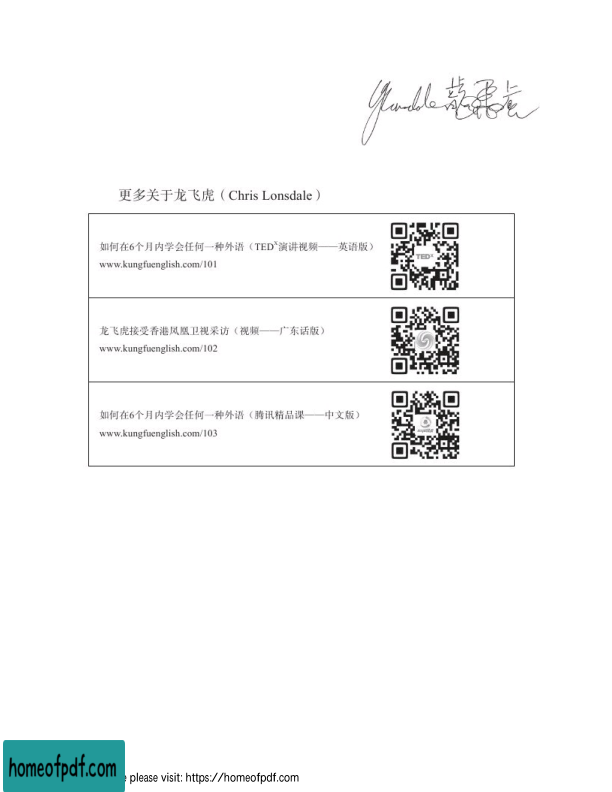 龍飛虎
更多关于龙飞虎（Chris Lonsdale）
如何在6个月内学会任何一种外语（TEDˣ演讲视频——英语版）
www.kungfuenglish.com/101
TEDˣ
龙飞虎接受香港凤凰卫视采访（视频——广东话版）
www.kungfuenglish.com/102
如何在6个月内学会任何一种外语（腾讯精品课——中文版）
www.kungfuenglish.com/103
homeofpdf.com
please visit: https://homeofpdf.com